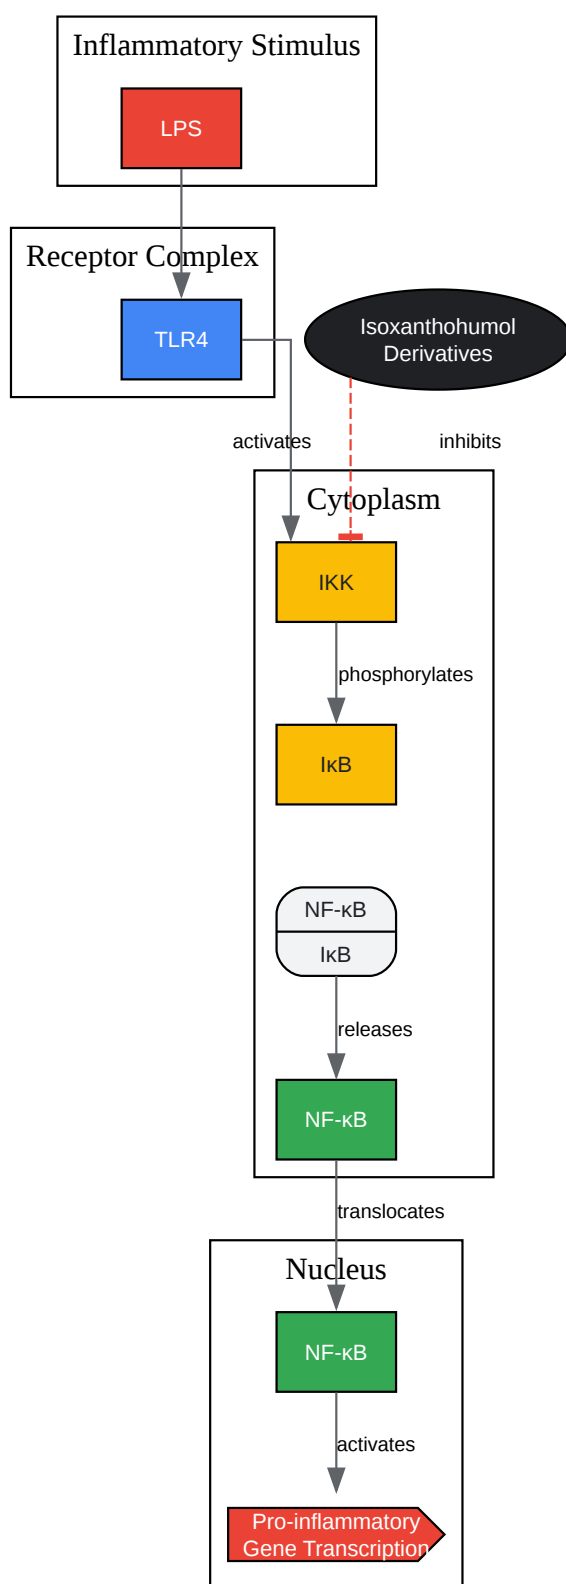 Inflammatory Stimulus
LPS
Receptor Complex
TLR4
Isoxanthohumol
Derivatives
activates
inhibits
Cytoplasm
IKK
phosphorylates
IκB
NF-κB
IκB
releases
NF-κB
translocates
Nucleus
NF-κB
activates
Pro-inflammatory
Gene Transcription